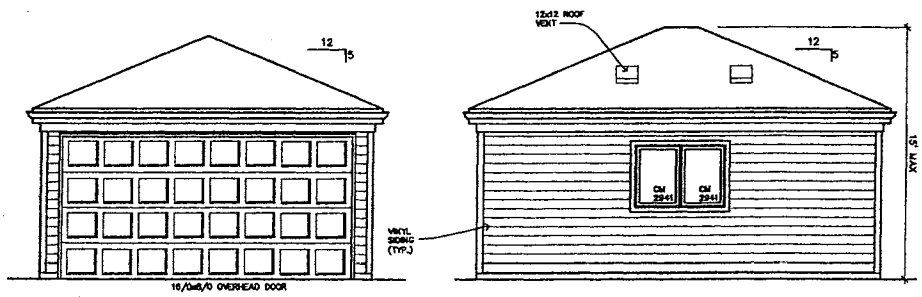 12
5
16/0x8/0 OVERHEAD DOOR
12x12 ROOF
VENT
12
5
CM
2941
CM
2941
VINYL
SIDING
(TYP.)
15' MAX